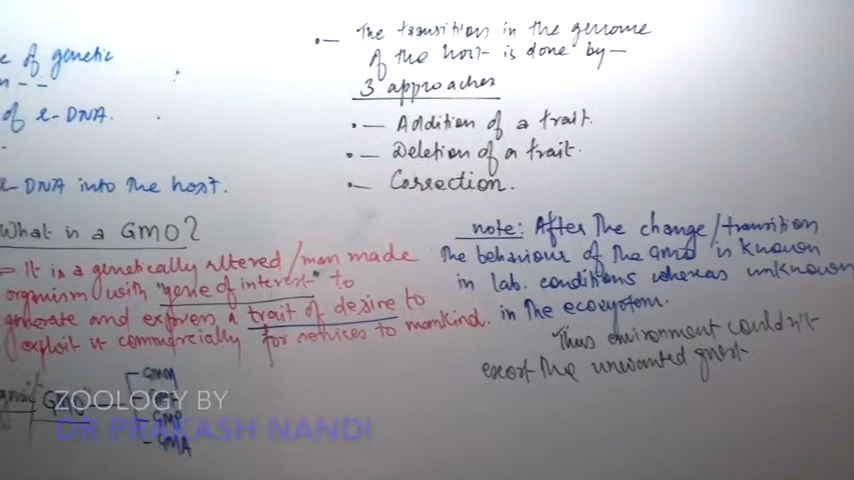 e of genetic
of r-DNA.
r-DNA into the host.
What is a GMO?
It is a genetically altered/man made
organism with "gene of interest" to
generate and express a trait of desire to
exploit it commercially for services to mankind.
GMO
GMM
GMP
GMA
ZOOLOGY BY
DR PRAKASH NANDI
The transition in the genome
of the host is done by—
3 approaches
Addition of a trait.
Deletion of a trait.
Correction.
note: After the change/transition
the behaviour of the GMO is known
in lab. conditions whereas unknown
in the ecosystem.
Thus environment couldn't
the unwanted guest.